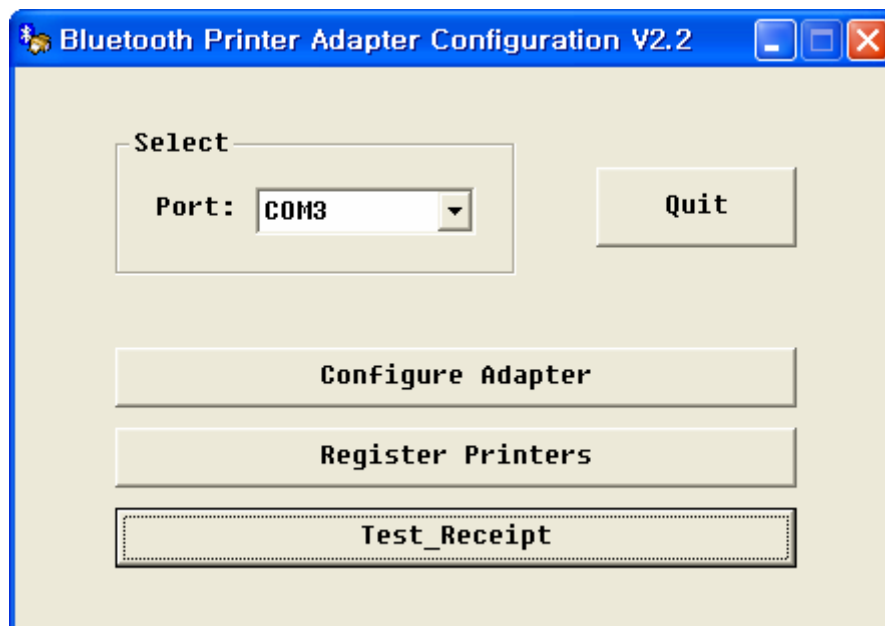 Bluetooth Printer Adapter Configuration V2.2
Select
Port: COM3
Quit
Configure Adapter
Register Printers
Test_Receipt